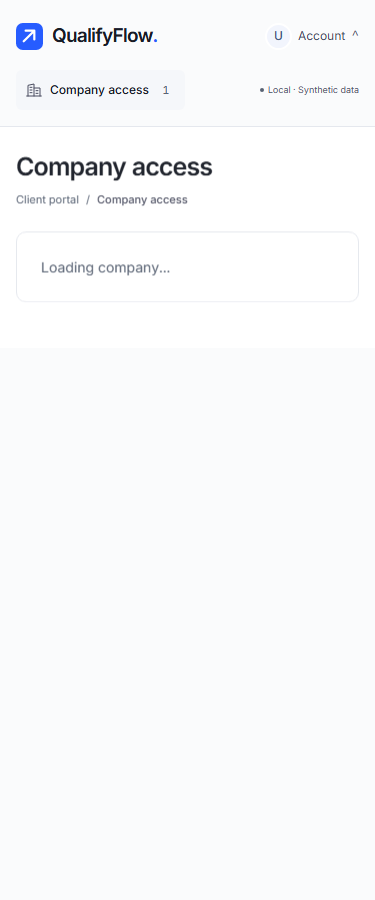 QualifyFlow.
U Account ^
Company access 1
• Local · Synthetic data
Company access
Client portal / Company access
Loading company...